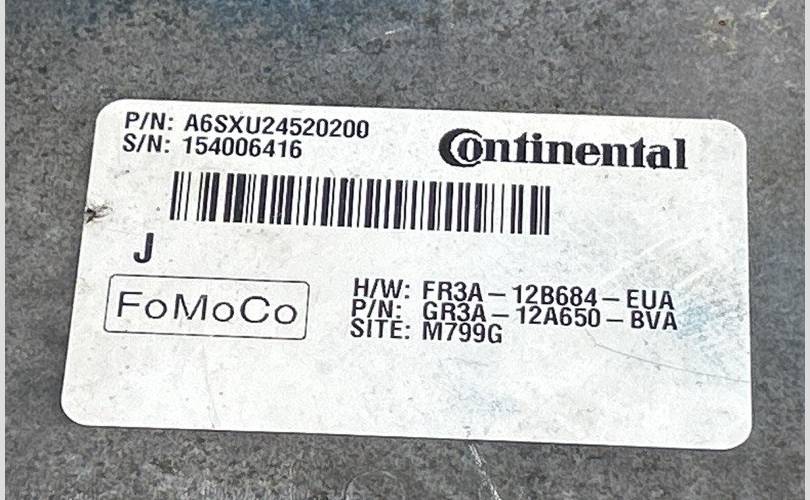 P/N: A6SXU24520200
S/N: 154006416
Continental
J
FoMoCo
H/W: FR3A-12B684-EUA
P/N: GR3A-12A650-BVA
SITE: M799G